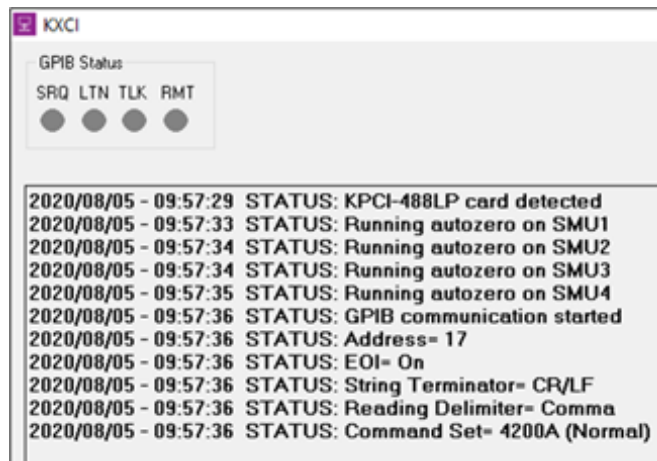 KXCI
GPIB Status
SRQ LTN TLK RMT
2020/08/05 - 09:57:29 STATUS: KPCI-488LP card detected
2020/08/05 - 09:57:33 STATUS: Running autozero on SMU1
2020/08/05 - 09:57:34 STATUS: Running autozero on SMU2
2020/08/05 - 09:57:34 STATUS: Running autozero on SMU3
2020/08/05 - 09:57:35 STATUS: Running autozero on SMU4
2020/08/05 - 09:57:36 STATUS: GPIB communication started
2020/08/05 - 09:57:36 STATUS: Address= 17
2020/08/05 - 09:57:36 STATUS: EOI= On
2020/08/05 - 09:57:36 STATUS: String Terminator= CR/LF
2020/08/05 - 09:57:36 STATUS: Reading Delimiter= Comma
2020/08/05 - 09:57:36 STATUS: Command Set= 4200A (Normal)